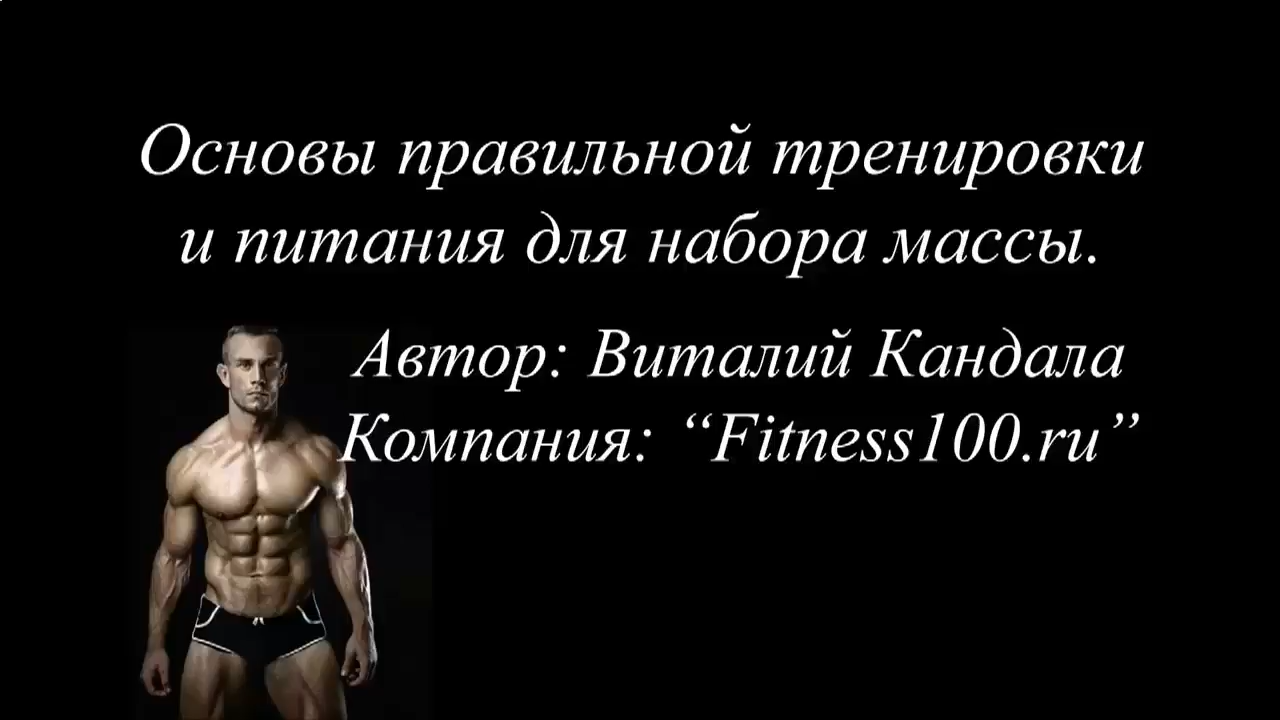 Основы правильной тренировки
и питания для набора массы.
Автор: Виталий Кандала
Компания: “Fitness100.ru”